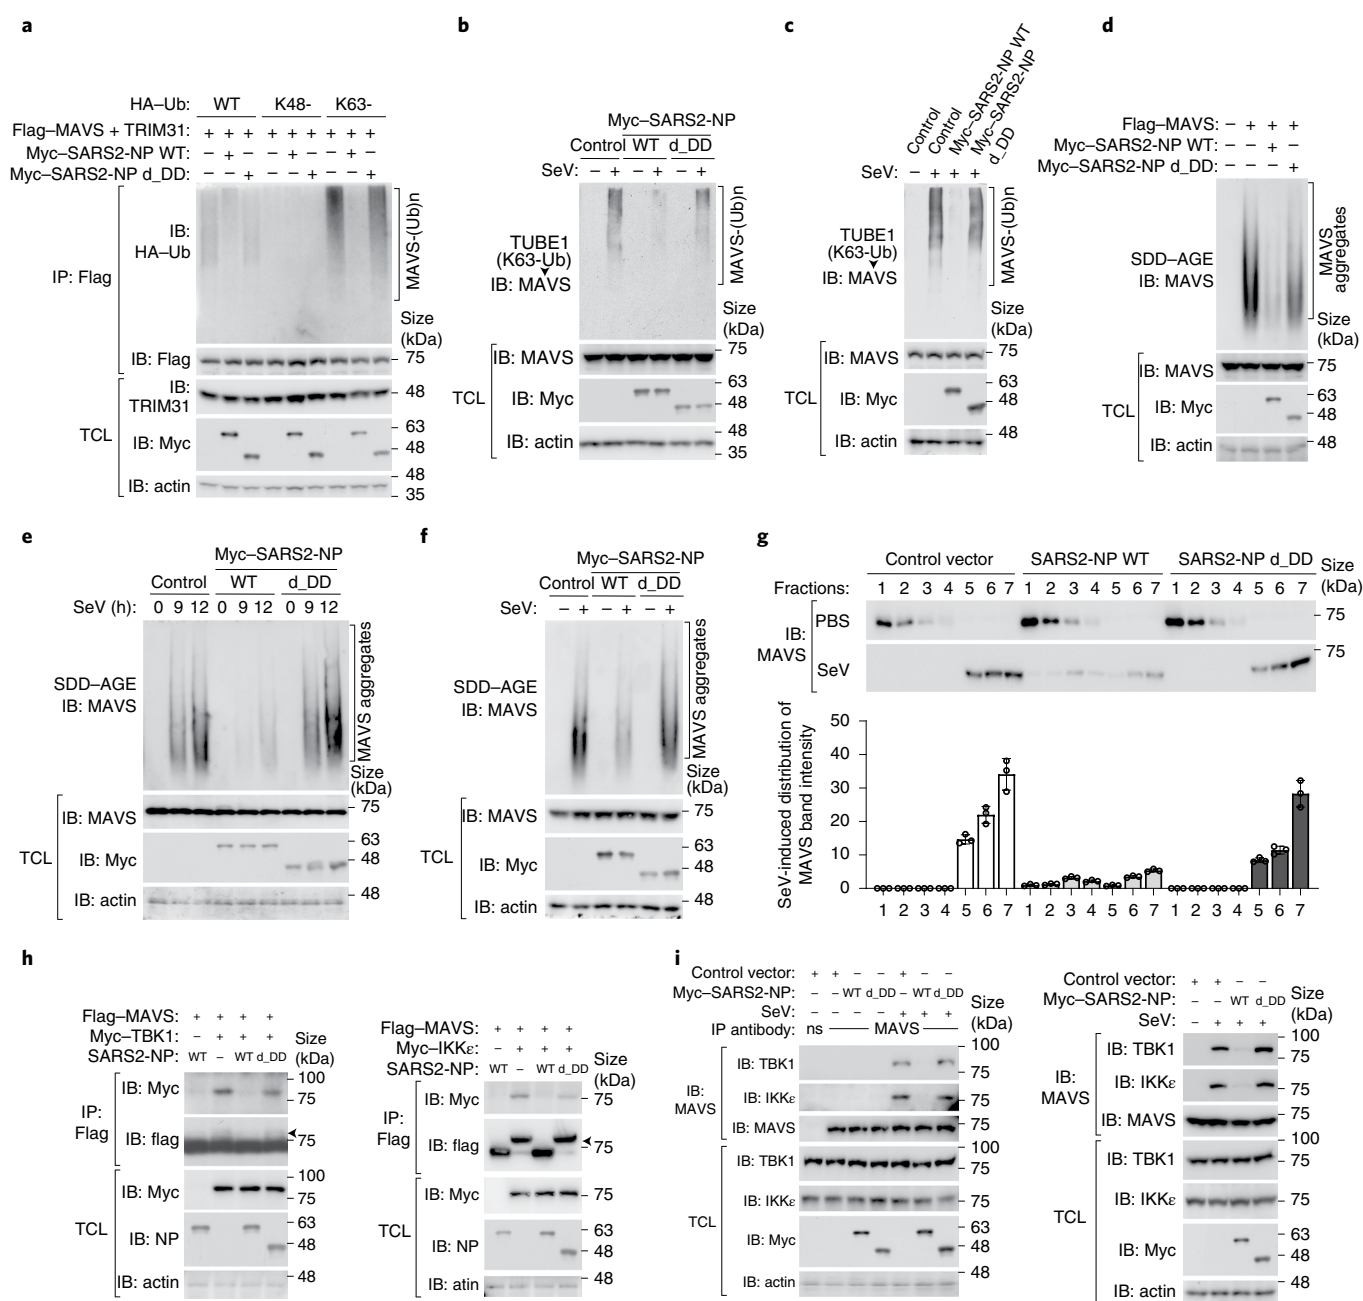 a
HA–Ub: WT K48- K63-
Flag–MAVS + TRIM31: + + + + + + + + +
Myc–SARS2-NP WT: – + – – + – – + –
Myc–SARS2-NP d_DD: – – + – – + – – +
IP: Flag
IB:
HA–Ub
MAVS-(Ub)n
Size
(kDa)
IB: Flag 75
TCL
IB:
TRIM31 48
IB: Myc 63
48
IB: actin 48
35
b
Myc–SARS2-NP
Control WT d_DD
SeV: – + – + – +
TUBE1
(K63-Ub)
IB: MAVS
MAVS-(Ub)n
Size
(kDa)
TCL
IB: MAVS 75
IB: Myc 63
48
IB: actin 48
35
c
Control
Control
Myc–SARS2-NP WT
Myc–SARS2-NP
d_DD
SeV: – + + +
TUBE1
(K63-Ub)
IB: MAVS
MAVS-(Ub)n
Size
(kDa)
TCL
IB: MAVS 75
IB: Myc 63
48
IB: actin 48
d
Flag–MAVS: – + + +
Myc–SARS2-NP WT: – – + –
Myc–SARS2-NP d_DD: – – – +
SDD–AGE
IB: MAVS
MAVS
aggregates
Size
(kDa)
TCL
IB: MAVS 75
IB: Myc 63
48
IB: actin 48
e
Myc–SARS2-NP
Control WT d_DD
SeV (h): 0 9 12 0 9 12 0 9 12
SDD–AGE
IB: MAVS
MAVS aggregates
Size
(kDa)
TCL
IB: MAVS 75
IB: Myc 63
48
IB: actin 48
f
Myc–SARS2-NP
Control WT d_DD
SeV: – + – + – +
SDD–AGE
IB: MAVS
MAVS aggregates
Size
(kDa)
TCL
IB: MAVS 75
IB: Myc 63
48
IB: actin 48
g
Control vector SARS2-NP WT SARS2-NP d_DD Size
(kDa)
Fractions: 1 2 3 4 5 6 7 1 2 3 4 5 6 7 1 2 3 4 5 6 7
IB:
MAVS
PBS 75
SeV 75
SeV-induced distribution of
MAVS band intensity
50
40
30
20
10
0
1 2 3 4 5 6 7 1 2 3 4 5 6 7 1 2 3 4 5 6 7
h
Flag–MAVS: + + + +
Myc–TBK1: – + + +
SARS2-NP: WT – WT d_DD
Size
(kDa)
IP:
Flag
IB: Myc 100
75
IB: flag 75
TCL
IB: Myc 100
75
IB: NP 63
48
IB: actin 48
Flag–MAVS: + + + +
Myc–IKKε: – + + +
SARS2-NP: WT – WT d_DD
Size
(kDa)
IP:
Flag
IB: Myc 75
IB: flag 75
TCL
IB: Myc 75
IB: NP 63
48
IB: atin 48
i
Control vector: + + – – + – –
Myc–SARS2-NP: – – WT d_DD – WT d_DD
SeV: – – – – + + +
IP antibody: ns MAVS
Size
(kDa)
IB:
MAVS
IB: TBK1 100
75
IB: IKKε 75
IB: MAVS 75
TCL
IB: TBK1 100
75
IB: IKKε 75
IB: Myc 63
48
IB: actin 48
Control vector: + + – –
Myc–SARS2-NP: – – WT d_DD
SeV: – + + +
Size
(kDa)
IB:
MAVS
IB: TBK1 100
75
IB: IKKε 75
IB: MAVS 75
TCL
IB: TBK1 100
75
IB: IKKε 75
IB: Myc 63
48
IB: actin 48